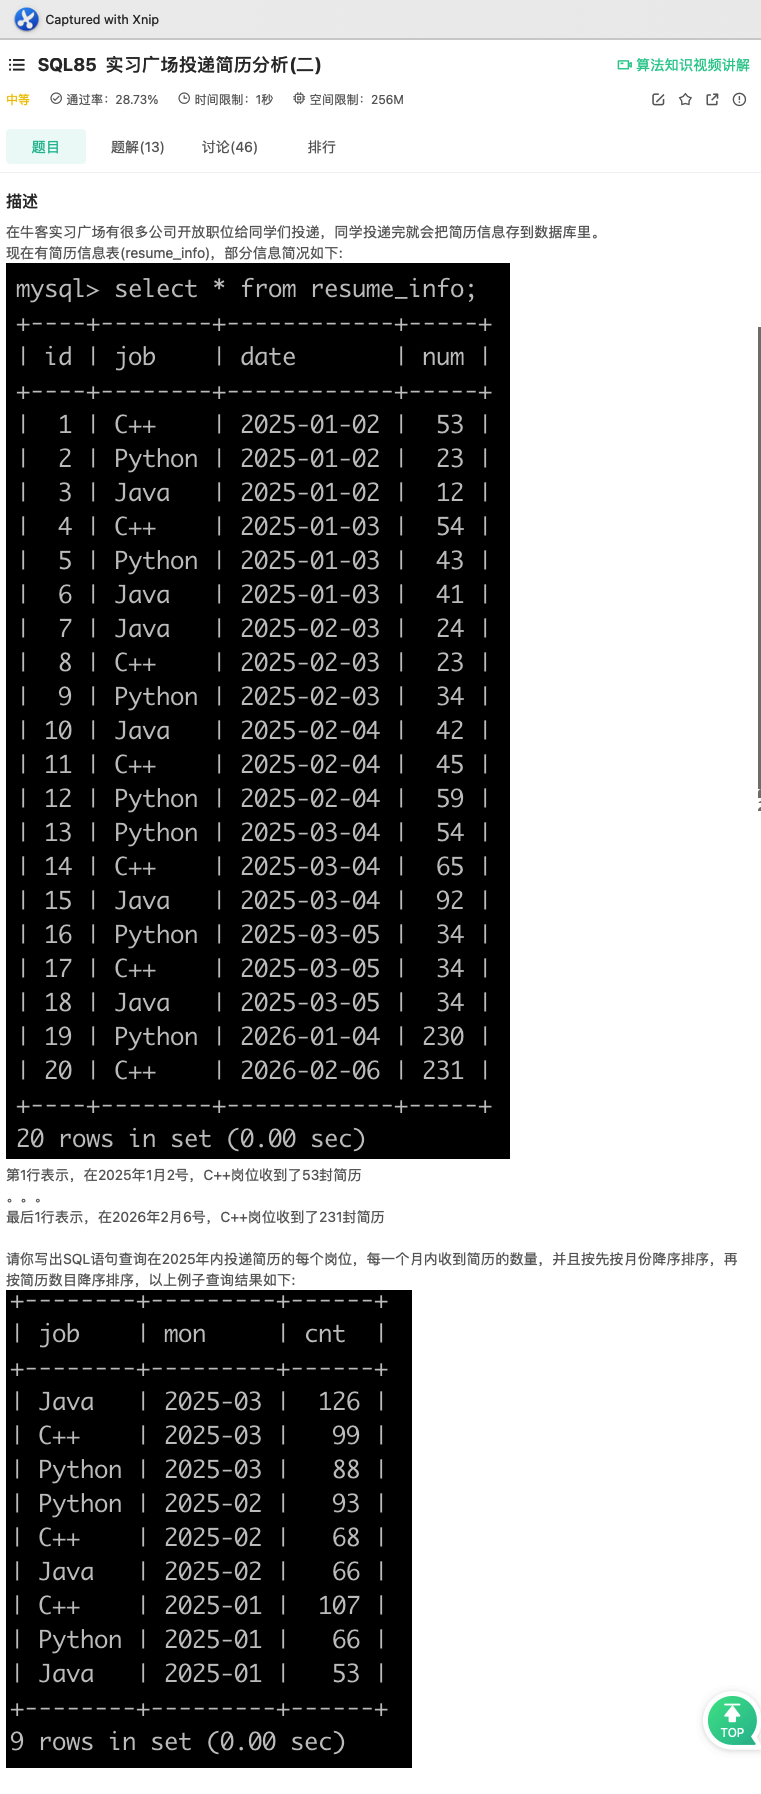 Captured with Xnip
SQL85 实习广场投递简历分析(二)
算法知识视频讲解
中等 通过率：28.73% 时间限制：1秒 空间限制：256M
题目 题解(13) 讨论(46) 排行
描述
在牛客实习广场有很多公司开放职位给同学们投递，同学投递完就会把简历信息存到数据库里。
现在有简历信息表(resume_info)，部分信息简况如下:
mysql> select * from resume_info;
+----+--------+------------+-----+
| id | job    | date       | num |
+----+--------+------------+-----+
|  1 | C++    | 2025-01-02 |  53 |
|  2 | Python | 2025-01-02 |  23 |
|  3 | Java   | 2025-01-02 |  12 |
|  4 | C++    | 2025-01-03 |  54 |
|  5 | Python | 2025-01-03 |  43 |
|  6 | Java   | 2025-01-03 |  41 |
|  7 | Java   | 2025-02-03 |  24 |
|  8 | C++    | 2025-02-03 |  23 |
|  9 | Python | 2025-02-03 |  34 |
| 10 | Java   | 2025-02-04 |  42 |
| 11 | C++    | 2025-02-04 |  45 |
| 12 | Python | 2025-02-04 |  59 |
| 13 | Python | 2025-03-04 |  54 |
| 14 | C++    | 2025-03-04 |  65 |
| 15 | Java   | 2025-03-04 |  92 |
| 16 | Python | 2025-03-05 |  34 |
| 17 | C++    | 2025-03-05 |  34 |
| 18 | Java   | 2025-03-05 |  34 |
| 19 | Python | 2026-01-04 | 230 |
| 20 | C++    | 2026-02-06 | 231 |
+----+--------+------------+-----+
20 rows in set (0.00 sec)
第1行表示，在2025年1月2号，C++岗位收到了53封简历
。。。
最后1行表示，在2026年2月6号，C++岗位收到了231封简历
请你写出SQL语句查询在2025年内投递简历的每个岗位，每一个月内收到简历的数量，并且按先按月份降序排序，再
按简历数目降序排序，以上例子查询结果如下:
+--------+---------+------+
| job    | mon     | cnt  |
+--------+---------+------+
| Java   | 2025-03 |  126 |
| C++    | 2025-03 |   99 |
| Python | 2025-03 |   88 |
| Python | 2025-02 |   93 |
| C++    | 2025-02 |   68 |
| Java   | 2025-02 |   66 |
| C++    | 2025-01 |  107 |
| Python | 2025-01 |   66 |
| Java   | 2025-01 |   53 |
+--------+---------+------+
9 rows in set (0.00 sec)
TOP